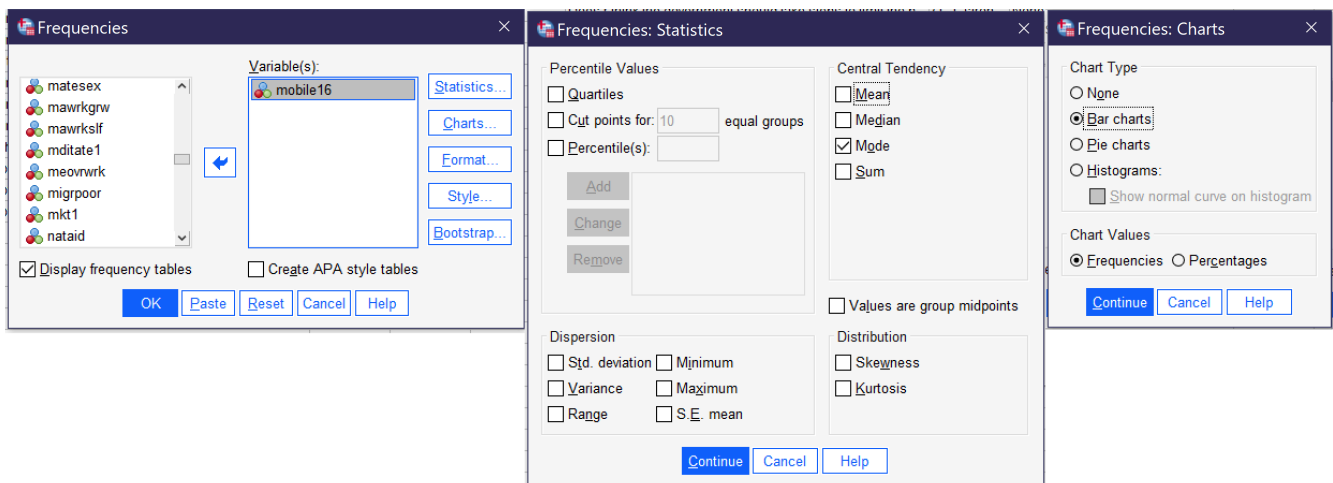 Frequencies
Variable(s):
matesex
mawrkgrw
mawrkslf
mditate1
meovrwrk
migrpoor
mkt1
nataid
mobile16
Statistics...
Charts...
Format...
Style...
Bootstrap...
Display frequency tables
Create APA style tables
OK Paste Reset Cancel Help
Frequencies: Statistics
Percentile Values
Quartiles
Cut points for: 10 equal groups
Percentile(s):
Add
Change
Remove
Central Tendency
Mean
Median
Mode
Sum
Values are group midpoints
Dispersion
Std. deviation Minimum
Variance Maximum
Range S.E. mean
Distribution
Skewness
Kurtosis
Continue Cancel Help
Frequencies: Charts
Chart Type
None
Bar charts
Pie charts
Histograms:
Show normal curve on histogram
Chart Values
Frequencies Percentages
Continue Cancel Help